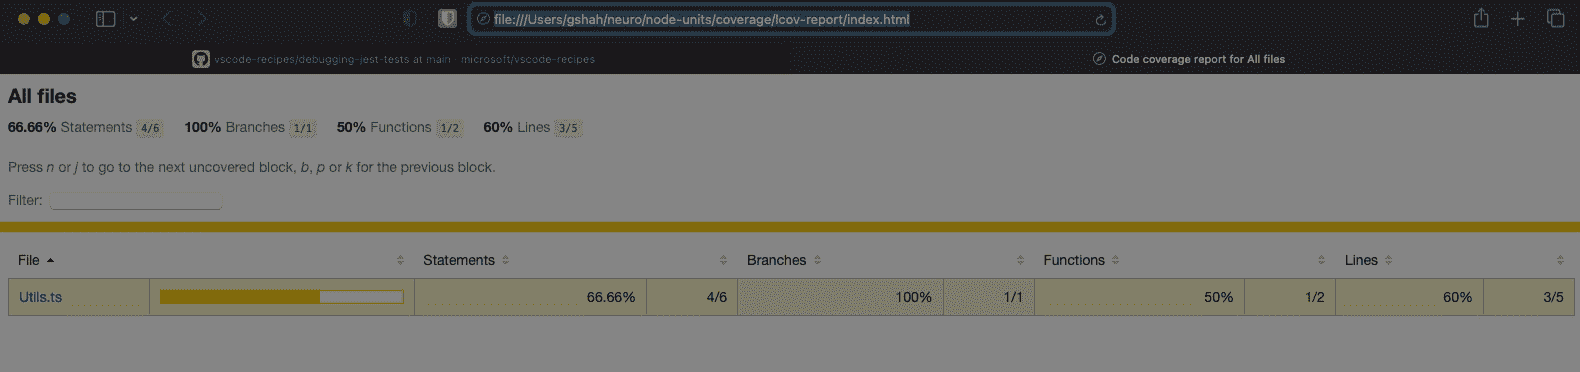 file:///Users/gshah/neuro/node-units/coverage/lcov-report/index.html
vscode-recipes/debugging-jest-tests at main · microsoft/vscode-recipes
Code coverage report for All files
All files
66.66% Statements 4/6 100% Branches 1/1 50% Functions 1/2 60% Lines 3/5
Press n or j to go to the next uncovered block, b, p or k for the previous block.
Filter:
File Statements Branches Functions Lines
Utils.ts 66.66% 4/6 100% 1/1 50% 1/2 60% 3/5